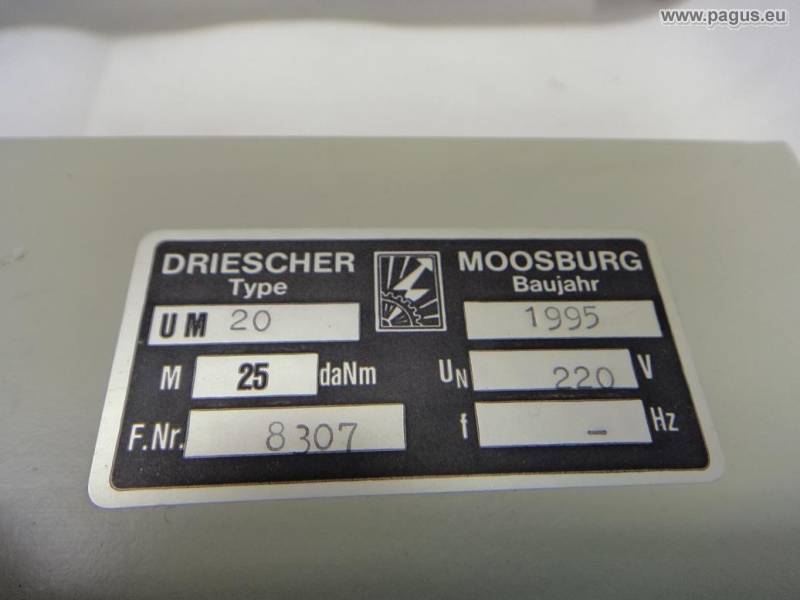 www.pagus.eu
DRIESCHER MOOSBURG
Type Baujahr
UM 20 1995
M 25 daNm UN 220 V
F.Nr. 8307 f – Hz